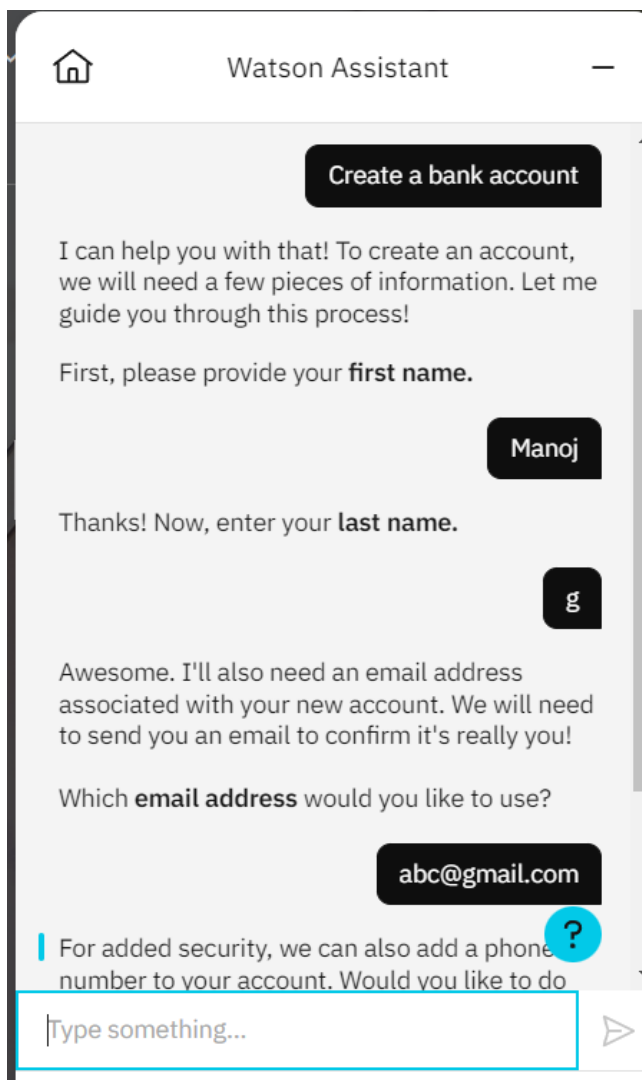 Watson Assistant
Create a bank account
I can help you with that! To create an account,
we will need a few pieces of information. Let me
guide you through this process!
First, please provide your first name.
Manoj
Thanks! Now, enter your last name.
g
Awesome. I'll also need an email address
associated with your new account. We will need
to send you an email to confirm it's really you!
Which email address would you like to use?
abc@gmail.com
?
For added security, we can also add a phone
number to your account. Would you like to do
Type something...